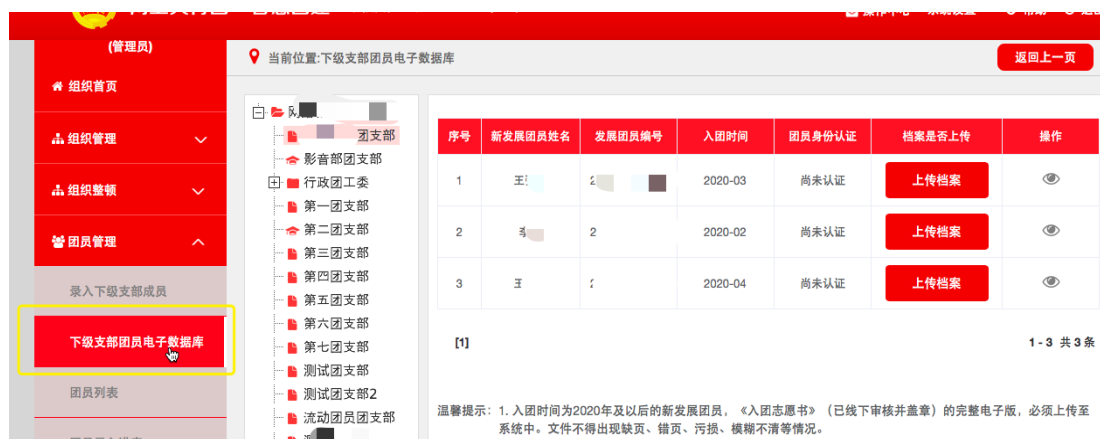 (管理员)
组织首页
组织管理
组织整顿
团员管理
录入下级支部成员
下级支部团员电子数据库
团员列表
当前位置:下级支部团员电子数据库
返回上一页
团支部
影音部团支部
行政团工委
第一团支部
第二团支部
第三团支部
第四团支部
第五团支部
第六团支部
第七团支部
测试团支部
测试团支部2
流动团员团支部
序号 新发展团员姓名 发展团员编号 入团时间 团员身份认证 档案是否上传 操作
1 王 2 2020-03 尚未认证 上传档案
2 2 2020-02 尚未认证 上传档案
3 2020-04 尚未认证 上传档案
[1] 1 - 3 共3条
温馨提示: 1. 入团时间为2020年及以后的新发展团员，《入团志愿书》（已线下审核并盖章）的完整电子版，必须上传至
系统中。文件不得出现缺页、错页、污损、模糊不清等情况。